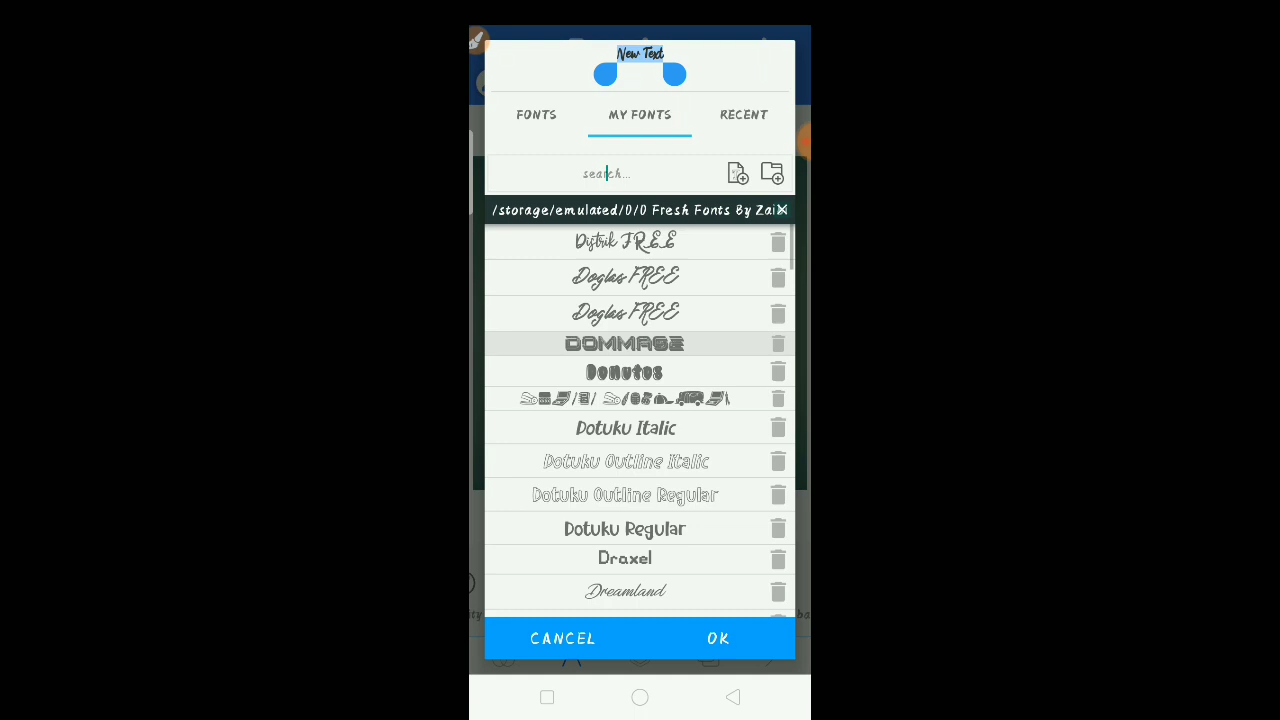 New Text
FONTS MY FONTS RECENT
search...
/storage/emulated/0/0 Fresh Fonts By Zai
Distrik FREE
Doglas FREE
Doglas FREE
DOMMAGE
Donutos
Dotuku Italic
Dotuku Outline Italic
Dotuku Outline Regular
Dotuku Regular
Draxel
Dreamland
CANCEL OK